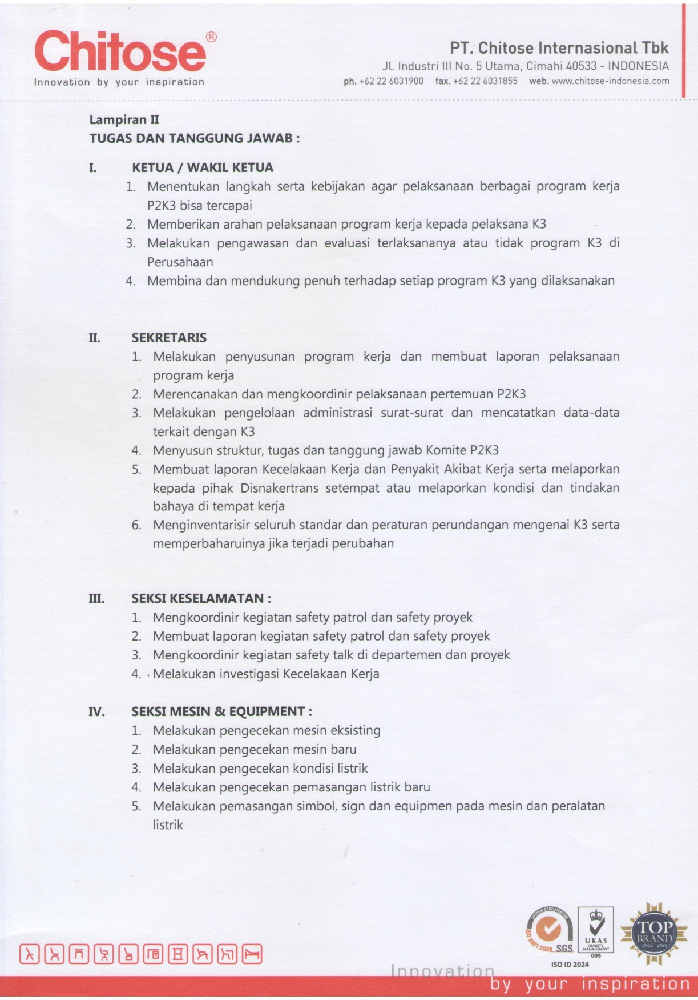 Chitose®
Innovation by your inspiration
PT. Chitose Internasional Tbk
Jl. Industri III No. 5 Utama, Cimahi 40533 - INDONESIA
ph. +62 22 6031900 fax. +62 22 6031855 web. www.chitose-indonesia.com
Lampiran II
TUGAS DAN TANGGUNG JAWAB :
I. KETUA / WAKIL KETUA
1. Menentukan langkah serta kebijakan agar pelaksanaan berbagai program kerja
P2K3 bisa tercapai
2. Memberikan arahan pelaksanaan program kerja kepada pelaksana K3
3. Melakukan pengawasan dan evaluasi terlaksananya atau tidak program K3 di
Perusahaan
4. Membina dan mendukung penuh terhadap setiap program K3 yang dilaksanakan
II. SEKRETARIS
1. Melakukan penyusunan program kerja dan membuat laporan pelaksanaan
program kerja
2. Merencanakan dan mengkoordinir pelaksanaan pertemuan P2K3
3. Melakukan pengelolaan administrasi surat-surat dan mencatatkan data-data
terkait dengan K3
4. Menyusun struktur, tugas dan tanggung jawab Komite P2K3
5. Membuat laporan Kecelakaan Kerja dan Penyakit Akibat Kerja serta melaporkan
kepada pihak Disnakertrans setempat atau melaporkan kondisi dan tindakan
bahaya di tempat kerja
6. Menginventarisir seluruh standar dan peraturan perundangan mengenai K3 serta
memperbaharuinya jika terjadi perubahan
III. SEKSI KESELAMATAN :
1. Mengkoordinir kegiatan safety patrol dan safety proyek
2. Membuat laporan kegiatan safety patrol dan safety proyek
3. Mengkoordinir kegiatan safety talk di departemen dan proyek
4. Melakukan investigasi Kecelakaan Kerja
IV. SEKSI MESIN & EQUIPMENT :
1. Melakukan pengecekan mesin eksisting
2. Melakukan pengecekan mesin baru
3. Melakukan pengecekan kondisi listrik
4. Melakukan pengecekan pemasangan listrik baru
5. Melakukan pemasangan simbol, sign dan equipmen pada mesin dan peralatan
listrik
SYSTEM CERTIFICATION
ISO 9001:2008 SGS
UKAS
QUALITY
MANAGEMENT
005
ISO ID 2024
TOP
BRAND
2012 2016
Innovation
by your inspiration